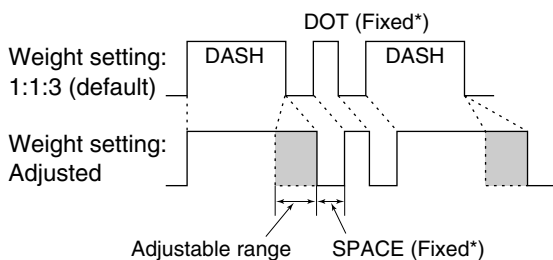 DOT (Fixed*)
Weight setting:
1:1:3 (default)
DASH
DASH
Weight setting:
Adjusted
Adjustable range
SPACE (Fixed*)